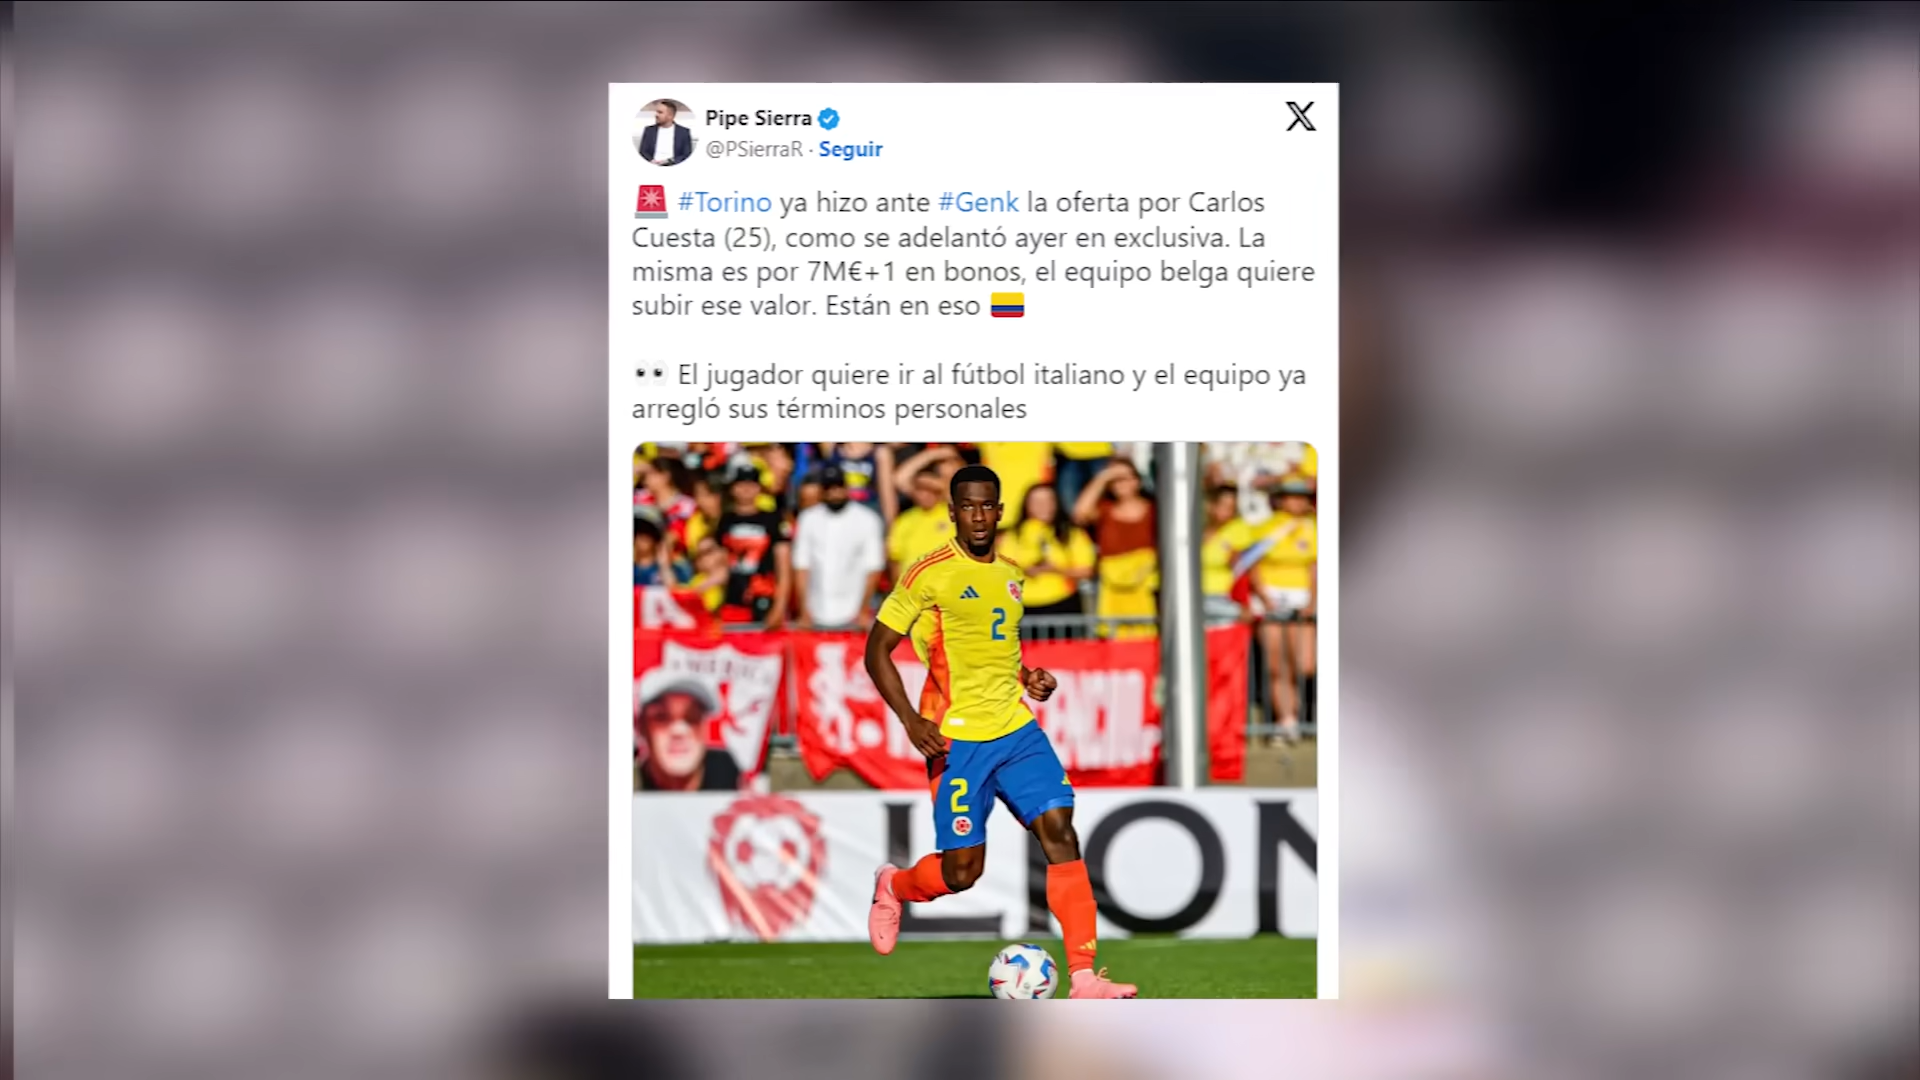 Pipe Sierra
@PSierraR · Seguir
#Torino ya hizo ante #Genk la oferta por Carlos
Cuesta (25), como se adelantó ayer en exclusiva. La
misma es por 7M€+1 en bonos, el equipo belga quiere
subir ese valor. Están en eso
El jugador quiere ir al fútbol italiano y el equipo ya
arregló sus términos personales
2
2
LION